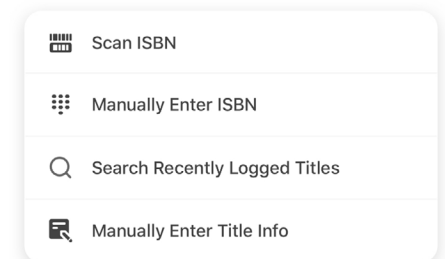 Scan ISBN
Manually Enter ISBN
Search Recently Logged Titles
Manually Enter Title Info